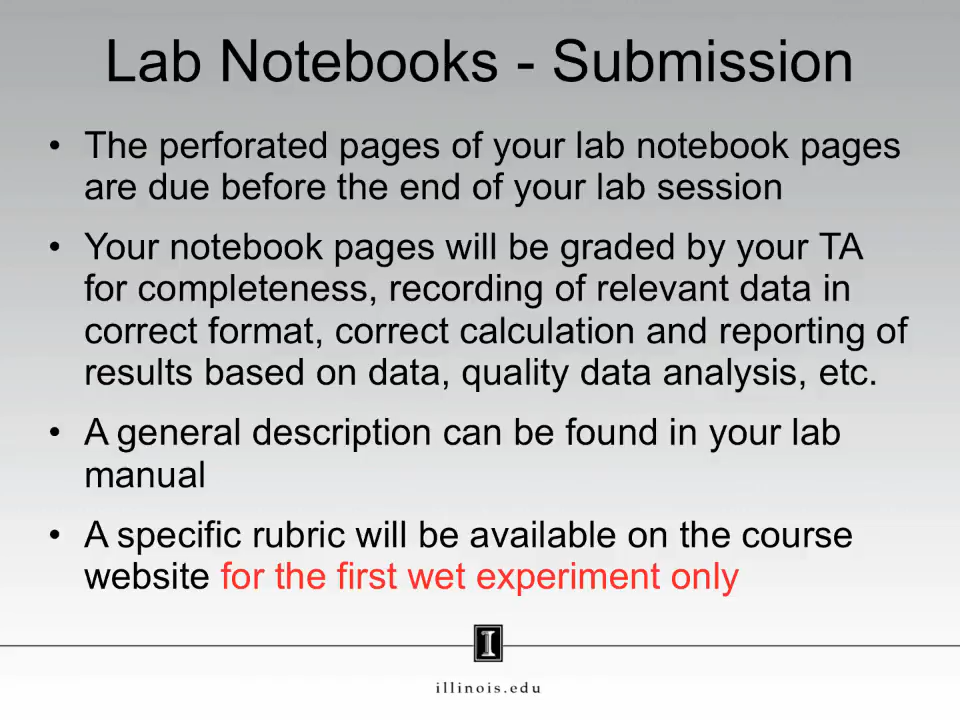 Lab Notebooks - Submission
• The perforated pages of your lab notebook pages
are due before the end of your lab session
• Your notebook pages will be graded by your TA
for completeness, recording of relevant data in
correct format, correct calculation and reporting of
results based on data, quality data analysis, etc.
• A general description can be found in your lab
manual
• A specific rubric will be available on the course
website for the first wet experiment only
I
illinois.edu